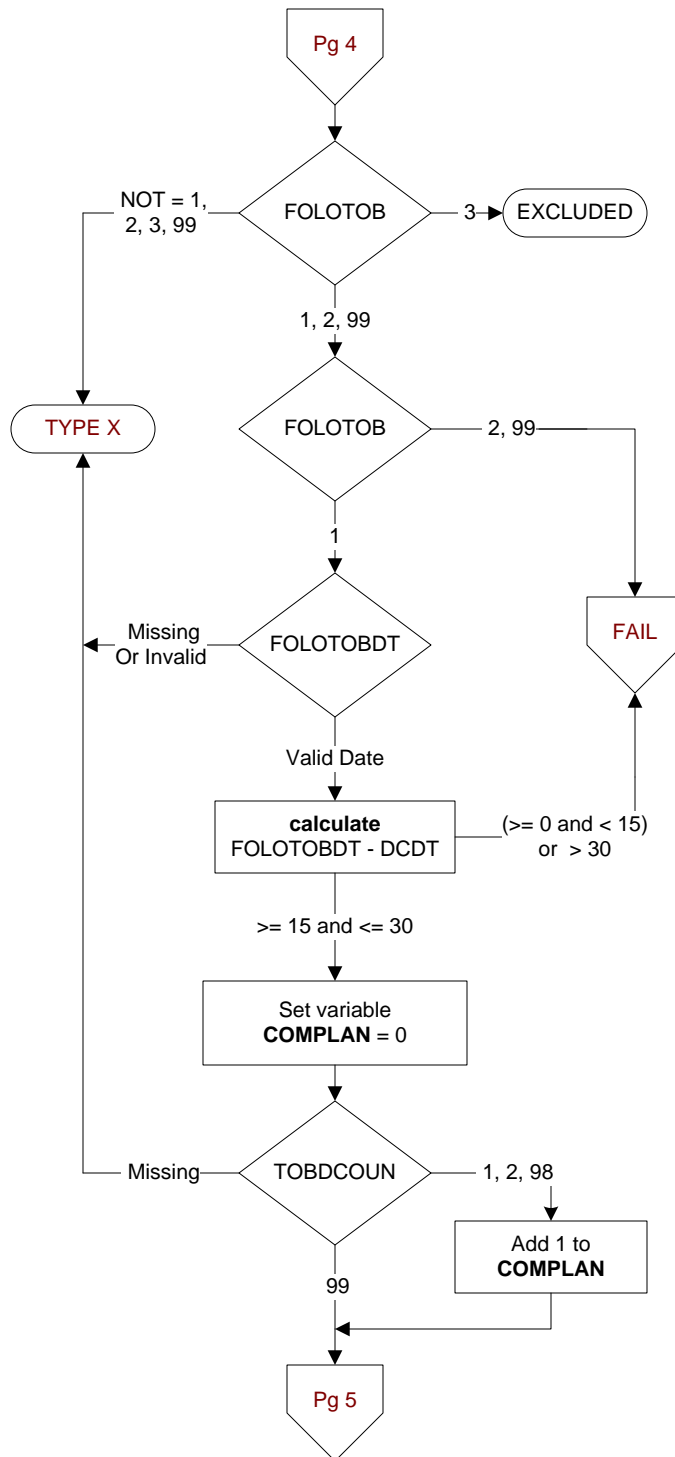 Pg 4
FOLOTOB
NOT = 1,
2, 3, 99
3
EXCLUDED
1, 2, 99
TYPE X
FOLOTOB
2, 99
1
FOLOTOBDT
Missing
Or Invalid
FAIL
Valid Date
calculate
FOLOTOBDT - DCDT
(>= 0 and < 15)
or > 30
>= 15 and <= 30
Set variable
COMPLAN = 0
TOBDCOUN
Missing
1, 2, 98
Add 1 to
COMPLAN
99
Pg 5